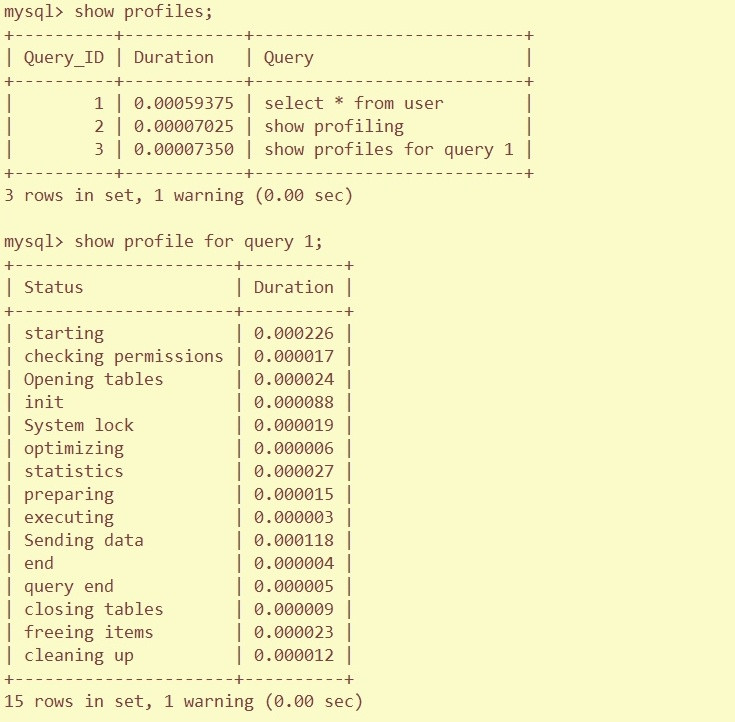 mysql> show profiles;
+----------+------------+---------------------------+
| Query_ID | Duration   | Query                     |
+----------+------------+---------------------------+
|        1 | 0.00059375 | select * from user        |
|        2 | 0.00007025 | show profiling            |
|        3 | 0.00007350 | show profiles for query 1 |
+----------+------------+---------------------------+
3 rows in set, 1 warning (0.00 sec)

mysql> show profile for query 1;
+----------------------+----------+
| Status               | Duration |
+----------------------+----------+
| starting             | 0.000226 |
| checking permissions | 0.000017 |
| Opening tables       | 0.000024 |
| init                 | 0.000088 |
| System lock          | 0.000019 |
| optimizing           | 0.000006 |
| statistics           | 0.000027 |
| preparing            | 0.000015 |
| executing            | 0.000003 |
| Sending data         | 0.000118 |
| end                  | 0.000004 |
| query end            | 0.000005 |
| closing tables       | 0.000009 |
| freeing items        | 0.000023 |
| cleaning up          | 0.000012 |
+----------------------+----------+
15 rows in set, 1 warning (0.00 sec)